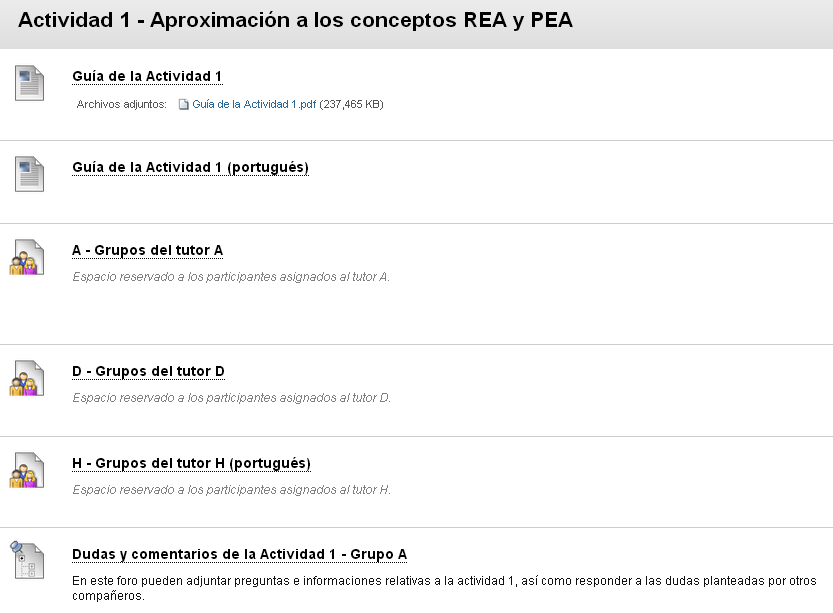 Actividad 1 - Aproximación a los conceptos REA y PEA
Guía de la Actividad 1
Archivos adjuntos: Guía de la Actividad 1.pdf (237,465 KB)
Guía de la Actividad 1 (portugués)
A - Grupos del tutor A
Espacio reservado a los participantes asignados al tutor A.
D - Grupos del tutor D
Espacio reservado a los participantes asignados al tutor D.
H - Grupos del tutor H (portugués)
Espacio reservado a los participantes asignados al tutor H.
Dudas y comentarios de la Actividad 1 - Grupo A
En este foro pueden adjuntar preguntas e informaciones relativas a la actividad 1, así como responder a las dudas planteadas por otros
compañeros.